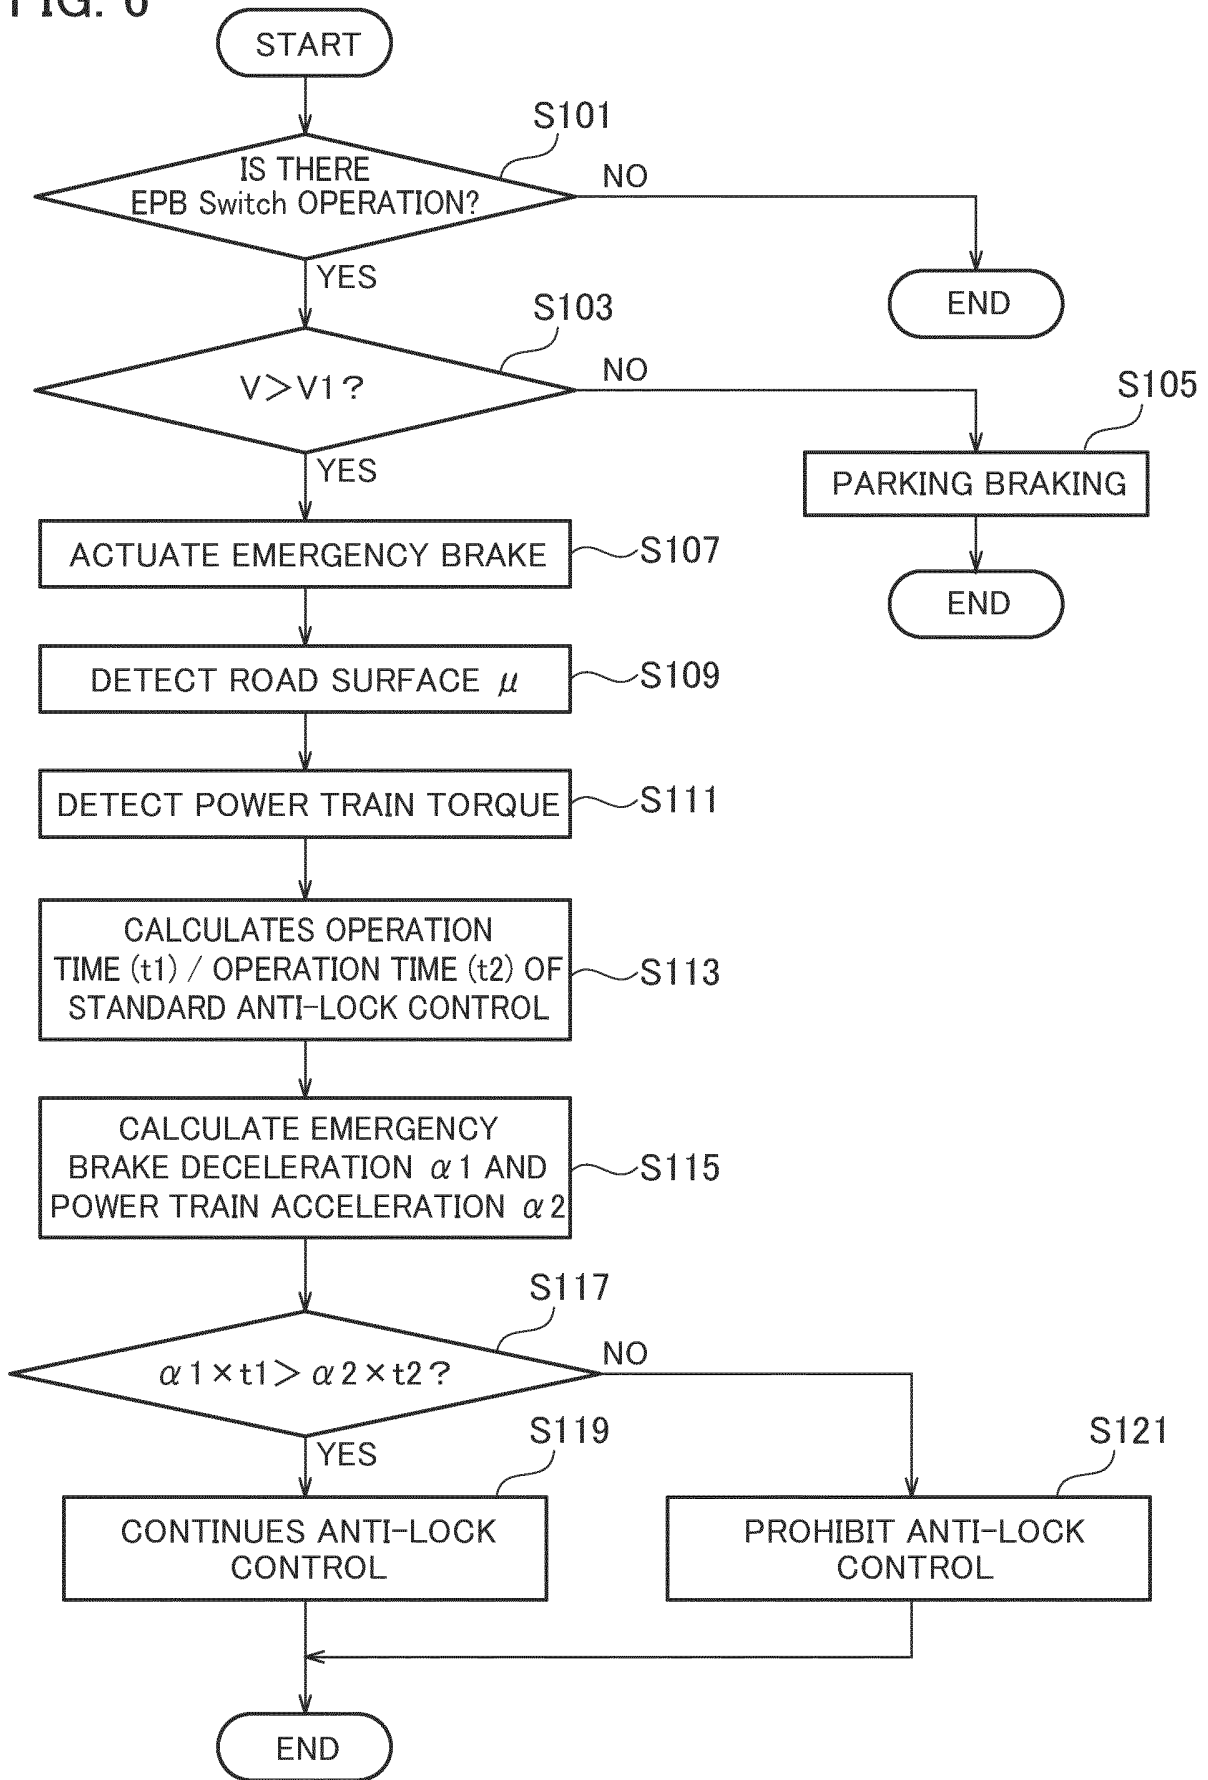 FIG. 6
START
S101
IS THERE
EPB Switch OPERATION?
NO
YES
END
S103
V>V1?
NO
YES
S105
PARKING BRAKING
END
ACTUATE EMERGENCY BRAKE
S107
DETECT ROAD SURFACE μ
S109
DETECT POWER TRAIN TORQUE
S111
CALCULATES OPERATION
TIME (t1) / OPERATION TIME (t2) OF
STANDARD ANTI-LOCK CONTROL
S113
CALCULATE EMERGENCY
BRAKE DECELERATION α1 AND
POWER TRAIN ACCELERATION α2
S115
S117
α1×t1>α2×t2?
NO
YES
S119
CONTINUES ANTI-LOCK
CONTROL
S121
PROHIBIT ANTI-LOCK
CONTROL
END